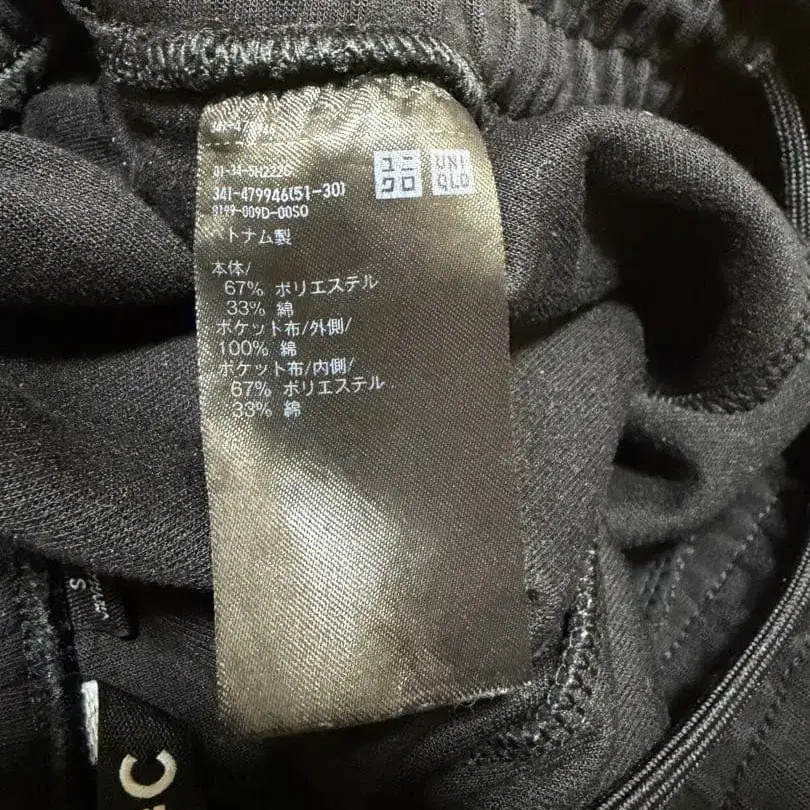 ユニ
クロ
UNI
QLO
341-479946(51-30)
ベトナム製
本体/
67% ポリエステル
33% 綿
ポケット布/外側/
100% 綿
ポケット布/内側/
67% ポリエステル
33% 綿
S
C